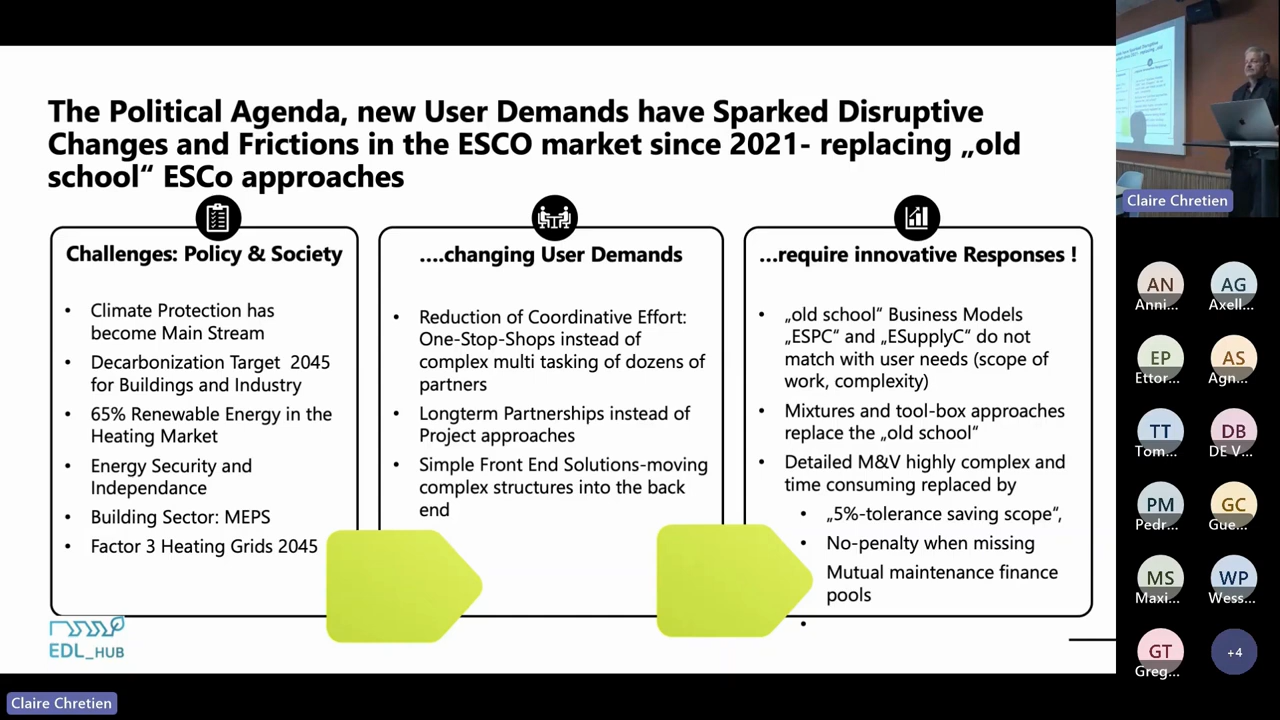 The Political Agenda, new User Demands have Sparked Disruptive
Changes and Frictions in the ESCO market since 2021- replacing „old
school“ ESCo approaches
Challenges: Policy & Society
• Climate Protection has
become Main Stream
• Decarbonization Target 2045
for Buildings and Industry
• 65% Renewable Energy in the
Heating Market
• Energy Security and
Independance
• Building Sector: MEPS
• Factor 3 Heating Grids 2045
….changing User Demands
• Reduction of Coordinative Effort:
One-Stop-Shops instead of
complex multi tasking of dozens of
partners
• Longterm Partnerships instead of
Project approaches
• Simple Front End Solutions-moving
complex structures into the back
end
…require innovative Responses !
• „old school“ Business Models
„ESPC“ and „ESupplyC“ do not
match with user needs (scope of
work, complexity)
• Mixtures and tool-box approaches
replace the „old school“
• Detailed M&V highly complex and
time consuming replaced by
• „5%-tolerance saving scope“,
• No-penalty when missing
• Mutual maintenance finance
pools
•
EDL_HUB
Claire Chretien
Claire Chretien
AN
Anni...
AG
Axell...
EP
Ettor...
AS
Agn...
TT
Tom...
DB
DE V...
PM
Pedr...
GC
Gue...
MS
Maxi...
WP
Wess...
GT
Greg...
+4